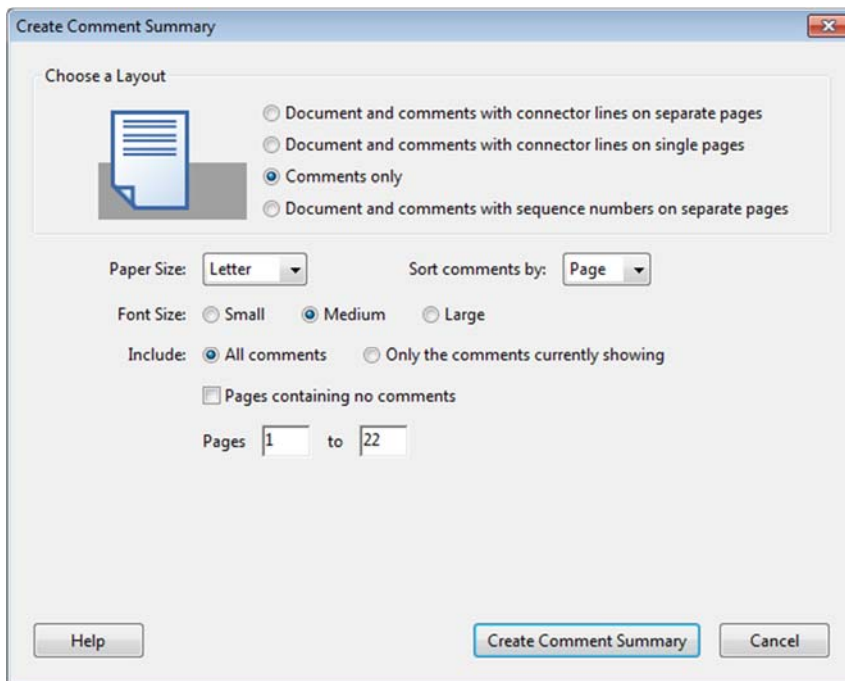 Create Comment Summary
Choose a Layout
Document and comments with connector lines on separate pages
Document and comments with connector lines on single pages
Comments only
Document and comments with sequence numbers on separate pages
Paper Size: Letter Sort comments by: Page
Font Size: Small Medium Large
Include: All comments Only the comments currently showing
Pages containing no comments
Pages 1 to 22
Help Create Comment Summary Cancel